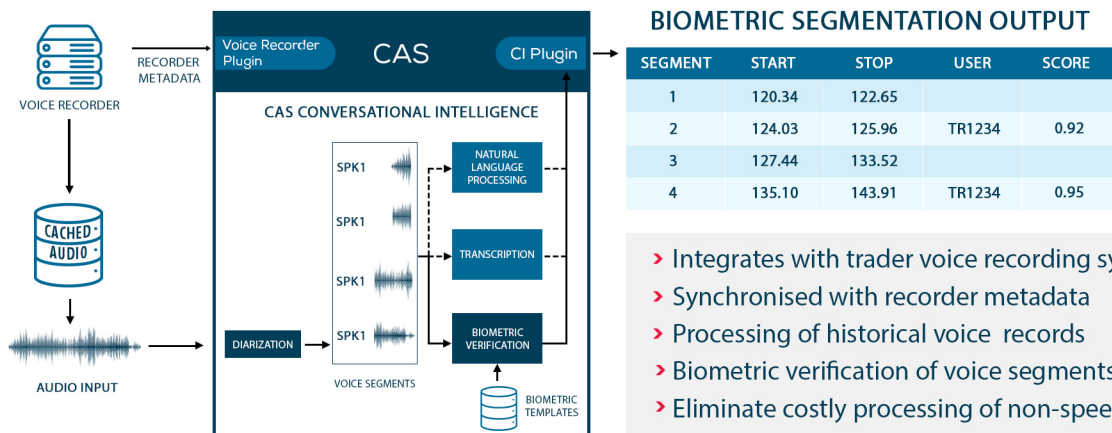 VOICE RECORDER
RECORDER
METADATA
CACHED
AUDIO
AUDIO INPUT
Voice Recorder
Plugin
CAS
CI Plugin
CAS CONVERSATIONAL INTELLIGENCE
DIARIZATION
SPK1
SPK1
SPK1
SPK1
VOICE SEGMENTS
NATURAL
LANGUAGE
PROCESSING
TRANSCRIPTION
BIOMETRIC
VERIFICATION
BIOMETRIC
TEMPLATES
BIOMETRIC SEGMENTATION OUTPUT
SEGMENT START STOP USER SCORE
1 120.34 122.65
2 124.03 125.96 TR1234 0.92
3 127.44 133.52
4 135.10 143.91 TR1234 0.95
> Integrates with trader voice recording sy
> Synchronised with recorder metadata
> Processing of historical voice records
> Biometric verification of voice segments
> Eliminate costly processing of non-spee